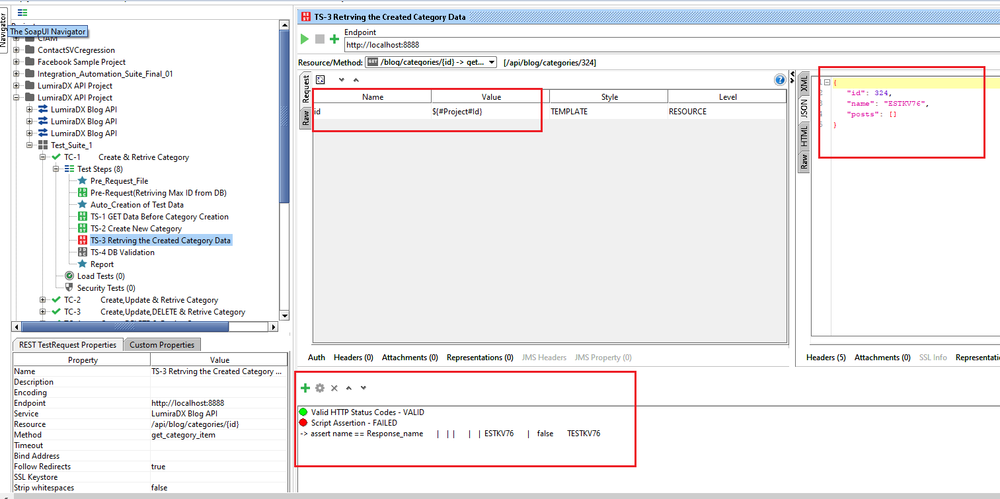 Navigator
The SoapUI Navigator
CIAM
ContactSVCregression
Facebook Sample Project
Integration_Automation_Suite_Final_01
LumiraDX API Project
LumiraDX API Project
LumiraDX Blog API
LumiraDX Blog API
LumiraDX Blog API
Test_Suite_1
TC-1 Create & Retrive Category
Test Steps (8)
Pre_Request_File
Pre-Request(Retriving Max ID from DB)
Auto_Creation of Test Data
TS-1 GET Data Before Category Creation
TS-2 Create New Category
TS-3 Retrving the Created Category Data
TS-4 DB Validation
Report
Load Tests (0)
Security Tests (0)
TC-2 Create,Update & Retrive Category
TC-3 Create,Update,DELETE & Retrive Category
REST TestRequest Properties Custom Properties
Property Value
Name TS-3 Retrving the Created Category ...
Description
Encoding
Endpoint http://localhost:8888
Service LumiraDX Blog API
Resource /api/blog/categories/{id}
Method get_category_item
Timeout
Bind Address
Follow Redirects true
SSL Keystore
Strip whitespaces false
TS-3 Retrving the Created Category Data
Endpoint
http://localhost:8888
Resource/Method: GET /blog/categories/{id} -> get... [/api/blog/categories/324]
Request
Raw
Name Value Style Level
id ${#Project#Id} TEMPLATE RESOURCE
Auth Headers (0) Attachments (0) Representations (0) JMS Headers JMS Property (0)
Valid HTTP Status Codes - VALID
Script Assertion - FAILED
-> assert name == Response_name | | | | | ESTKV76 | false TESTKV76
XML
JSON
HTML
Raw
{
"id": 324,
"name": "ESTKV76",
"posts": []
}
Headers (5) Attachments (0) SSL Info Representati